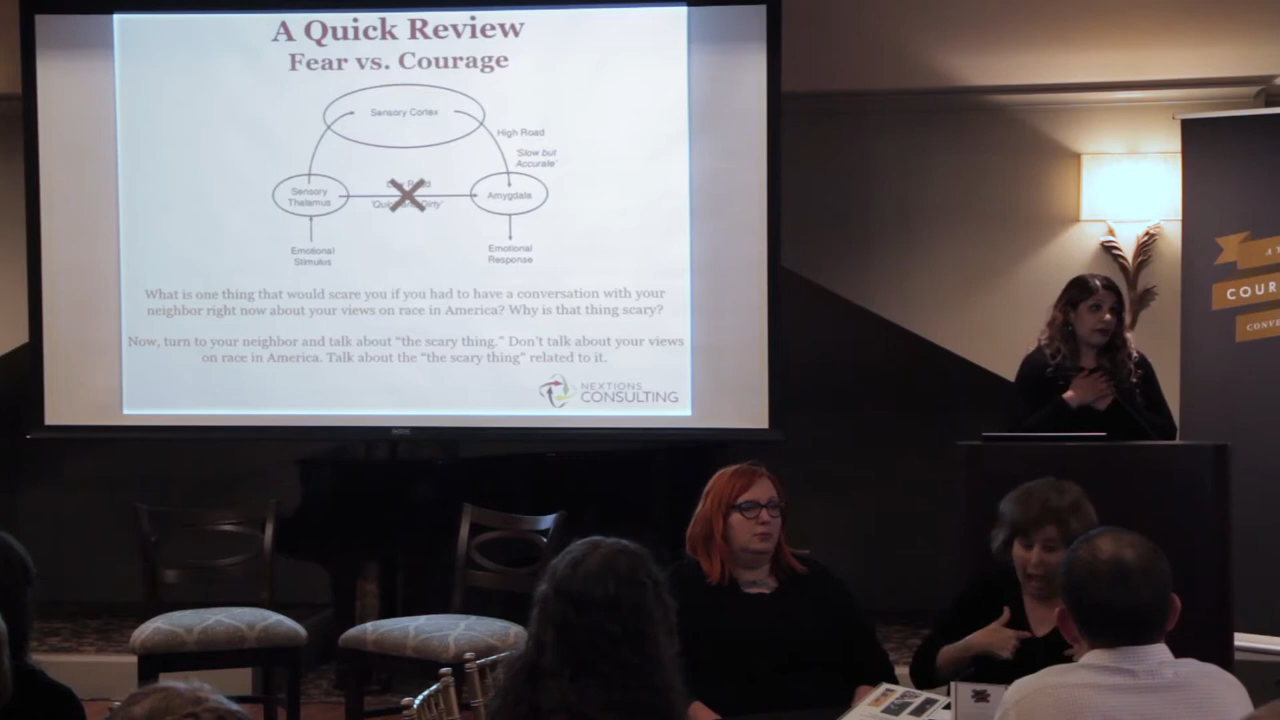 A Quick Review
Fear vs. Courage
Sensory Cortex
High Road
'Slow but
Accurate'
Sensory
Thalamus
Amygdala
Emotional
Stimulus
Emotional
Response
What is one thing that would scare you if you had to have a conversation with your
neighbor right now about your views on race in America? Why is that thing scary?
Now, turn to your neighbor and talk about “the scary thing.” Don't talk about your views
on race in America. Talk about the “the scary thing” related to it.
NEXTIONS
CONSULTING
A
COUR
CONVE